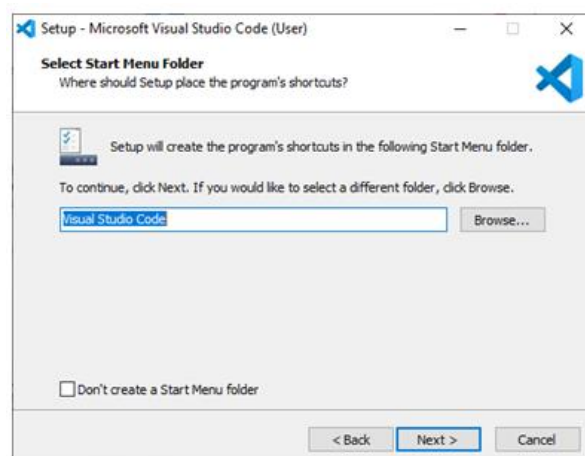 Setup - Microsoft Visual Studio Code (User)
Select Start Menu Folder
Where should Setup place the program's shortcuts?
Setup will create the program's shortcuts in the following Start Menu folder.
To continue, click Next. If you would like to select a different folder, click Browse.
Visual Studio Code
Browse...
Don't create a Start Menu folder
< Back
Next >
Cancel